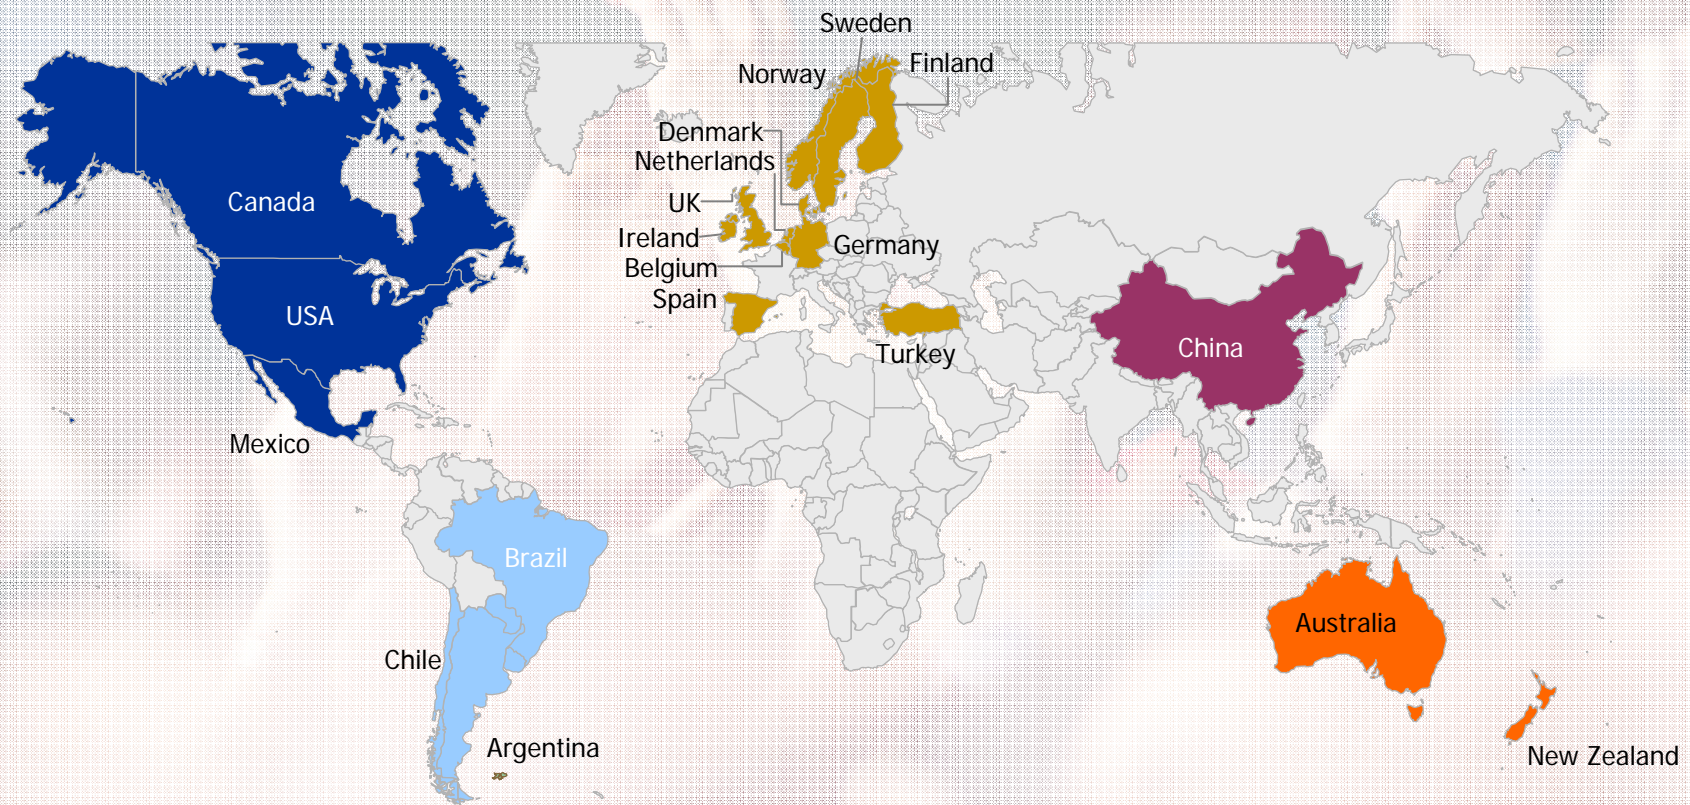 Sweden
Finland
Norway
Denmark
Netherlands
UK
Ireland
Germany
Belgium
Spain
Turkey
Canada
USA
Mexico
China
Brazil
Chile
Argentina
Australia
New Zealand